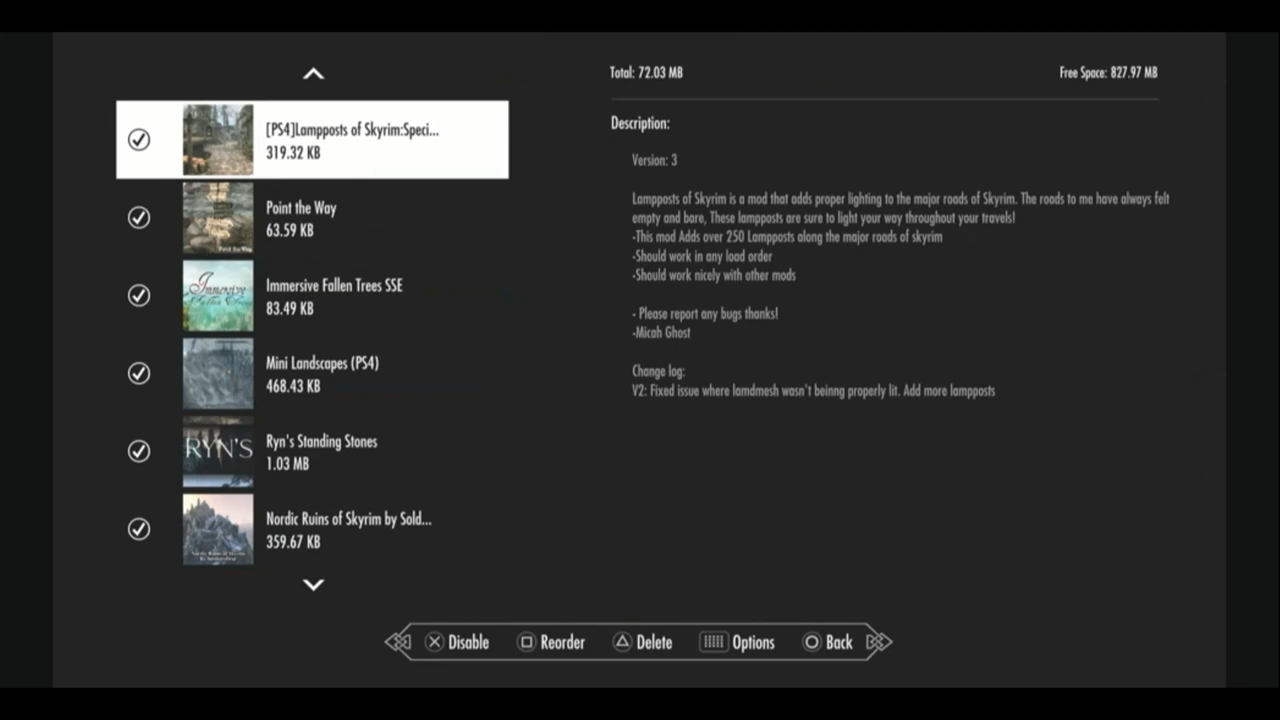 Total: 72.03 MB
Free Space: 827.97 MB
[PS4]Lampposts of Skyrim:Speci...
319.32 KB
Point the Way
63.59 KB
Immersive Fallen Trees SSE
83.49 KB
Mini Landscapes (PS4)
468.43 KB
RYN'S
Ryn's Standing Stones
1.03 MB
Nordic Ruins of Skyrim by Sold...
359.67 KB
Description:
Version: 3
Lampposts of Skyrim is a mod that adds proper lighting to the major roads of Skyrim. The roads to me have always felt
empty and bare, These lampposts are sure to light your way throughout your travels!
-This mod Adds over 250 Lampposts along the major roads of skyrim
-Should work in any load order
-Should work nicely with other mods
- Please report any bugs thanks!
-Micah Ghost
Change log:
V2: Fixed issue where lamdmesh wasn't beinng properly lit. Add more lampposts
Disable Reorder Delete Options Back